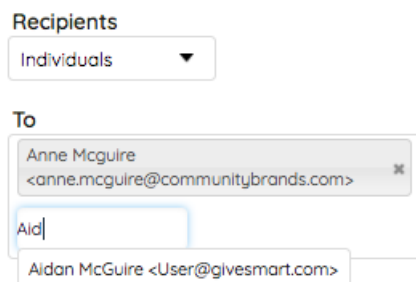 Recipients
Individuals
To
Anne Mcguire
<anne.mcguire@communitybrands.com>
Aid
Aidan McGuire <User@givesmart.com>